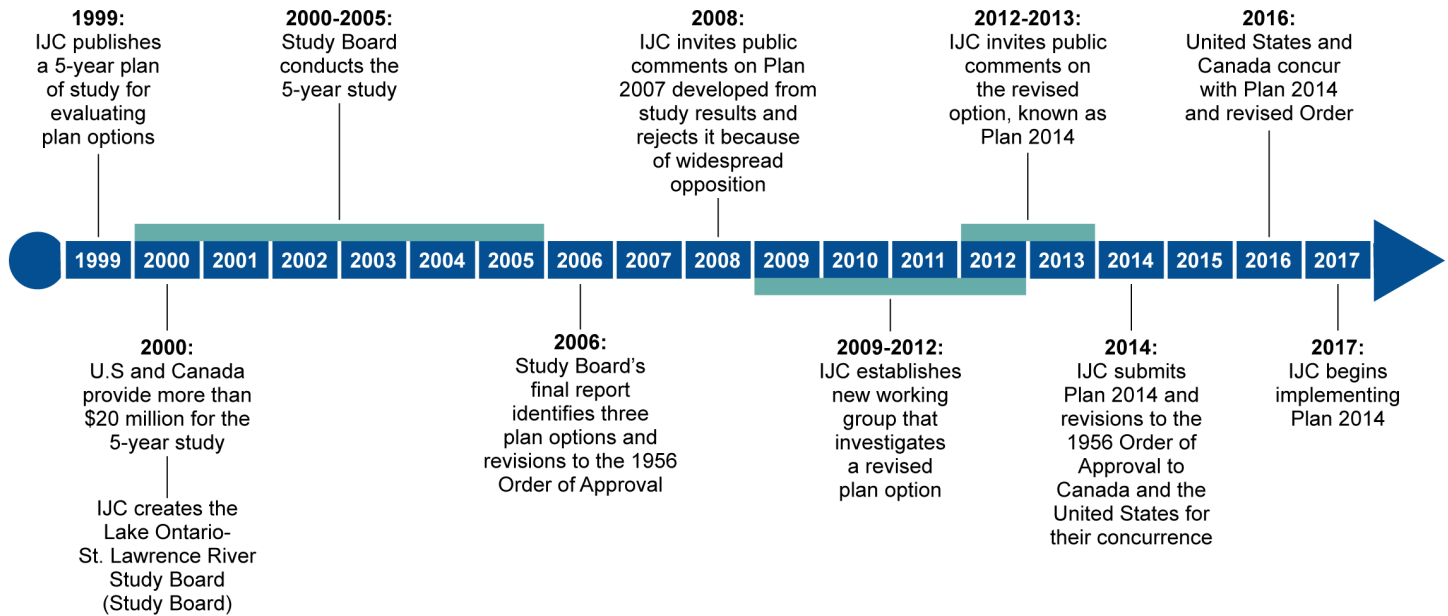 1999:
IJC publishes
a 5-year plan
of study for
evaluating
plan options
2000-2005:
Study Board
conducts the
5-year study
2008:
IJC invites public
comments on Plan
2007 developed from
study results and
rejects it because
of widespread
opposition
2012-2013:
IJC invites public
comments on
the revised
option, known as
Plan 2014
2016:
United States and
Canada concur
with Plan 2014
and revised Order
1999 2000 2001 2002 2003 2004 2005 2006 2007 2008 2009 2010 2011 2012 2013 2014 2015 2016 2017
2000:
U.S and Canada
provide more than
$20 million for the
5-year study
IJC creates the
Lake Ontario-
St. Lawrence River
Study Board
(Study Board)
2006:
Study Board’s
final report
identifies three
plan options and
revisions to the 1956
Order of Approval
2009-2012:
IJC establishes
new working
group that
investigates
a revised
plan option
2014:
IJC submits
Plan 2014 and
revisions to the
1956 Order of
Approval to
Canada and the
United States for
their concurrence
2017:
IJC begins
implementing
Plan 2014